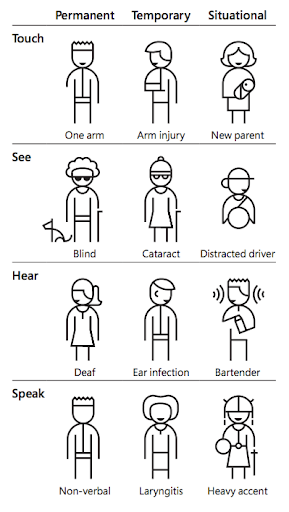 Permanent Temporary Situational
Touch
One arm Arm injury New parent
See
Blind Cataract Distracted driver
Hear
Deaf Ear infection Bartender
Speak
Non-verbal Laryngitis Heavy accent